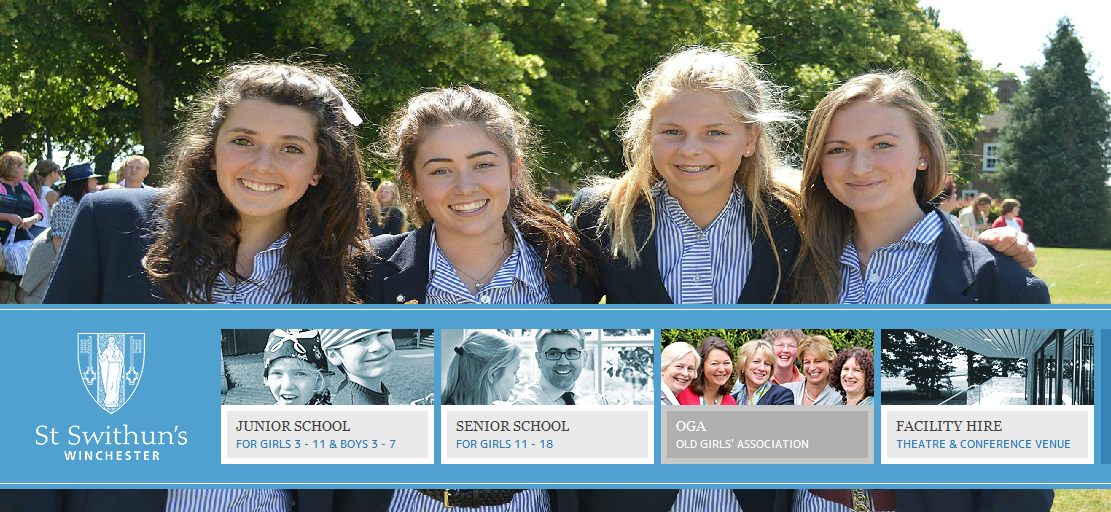 St Swithun's
WINCHESTER
JUNIOR SCHOOL
FOR GIRLS 3 - 11 & BOYS 3 - 7
SENIOR SCHOOL
FOR GIRLS 11 - 18
OGA
OLD GIRLS' ASSOCIATION
FACILITY HIRE
THEATRE & CONFERENCE VENUE